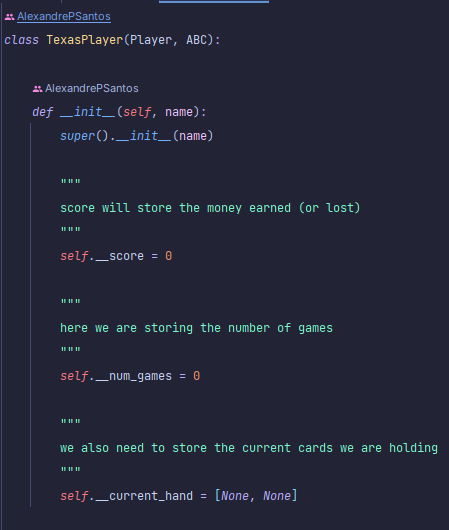 AlexandrePSantos
class TexasPlayer(Player, ABC):
AlexandrePSantos
def __init__(self, name):
super().__init__(name)
"""
score will store the money earned (or lost)
"""
self.__score = 0
"""
here we are storing the number of games
"""
self.__num_games = 0
"""
we also need to store the current cards we are holding
"""
self.__current_hand = [None, None]